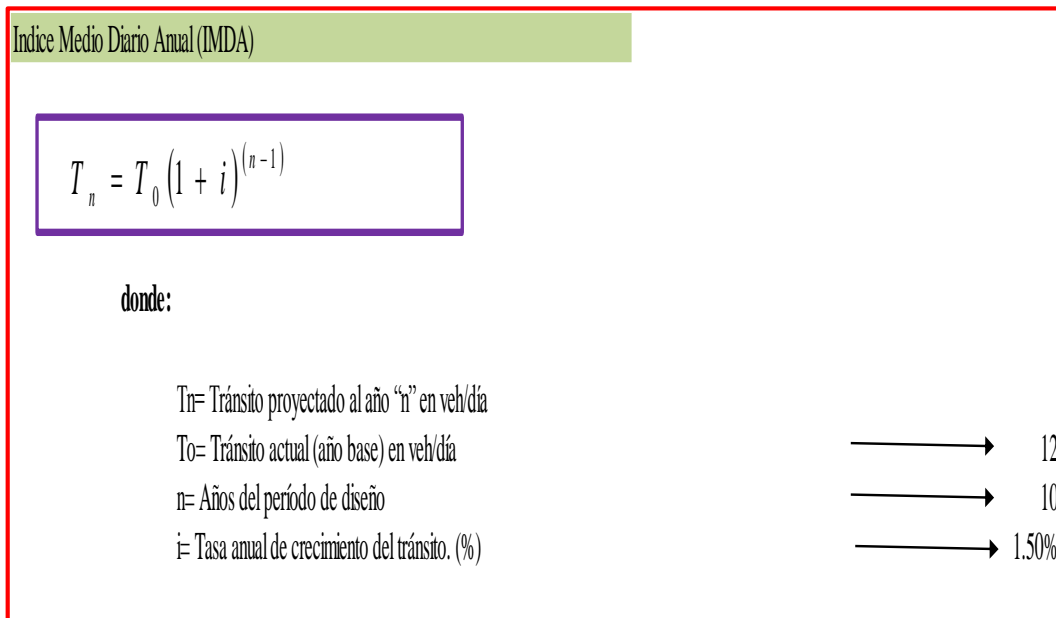 Indice Medio Diario Anual (IMDA)
T_n = T_0 (1 + i)^(n-1)
donde:
Tn= Tránsito proyectado al año “n” en veh/día
To= Tránsito actual (año base) en veh/día 12
n= Años del período de diseño 10
i= Tasa anual de crecimiento del tránsito. (%) 1.50%